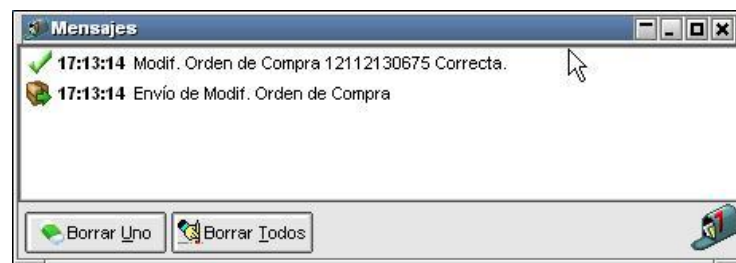 Mensajes
17:13:14 Modif. Orden de Compra 12112130675 Correcta.
17:13:14 Envío de Modif. Orden de Compra
Borrar Uno Borrar Todos